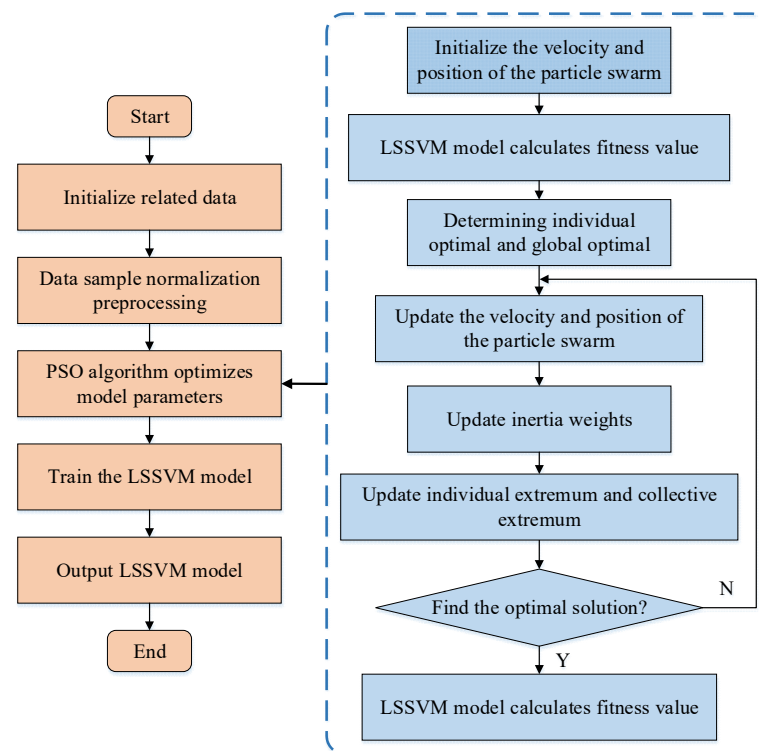 Start
Initialize related data
Data sample normalization
preprocessing
PSO algorithm optimizes
model parameters
Train the LSSVM model
Output LSSVM model
End
Initialize the velocity and
position of the particle swarm
LSSVM model calculates fitness value
Determining individual
optimal and global optimal
Update the velocity and position of
the particle swarm
Update inertia weights
Update individual extremum and collective
extremum
Find the optimal solution?
N
Y
LSSVM model calculates fitness value